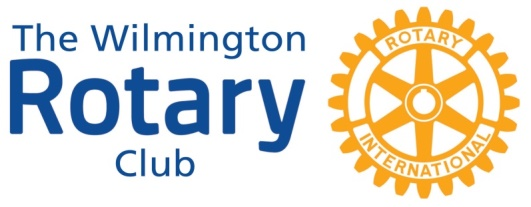 The Wilmington
Rotary
Club
ROTARY
INTERNATIONAL